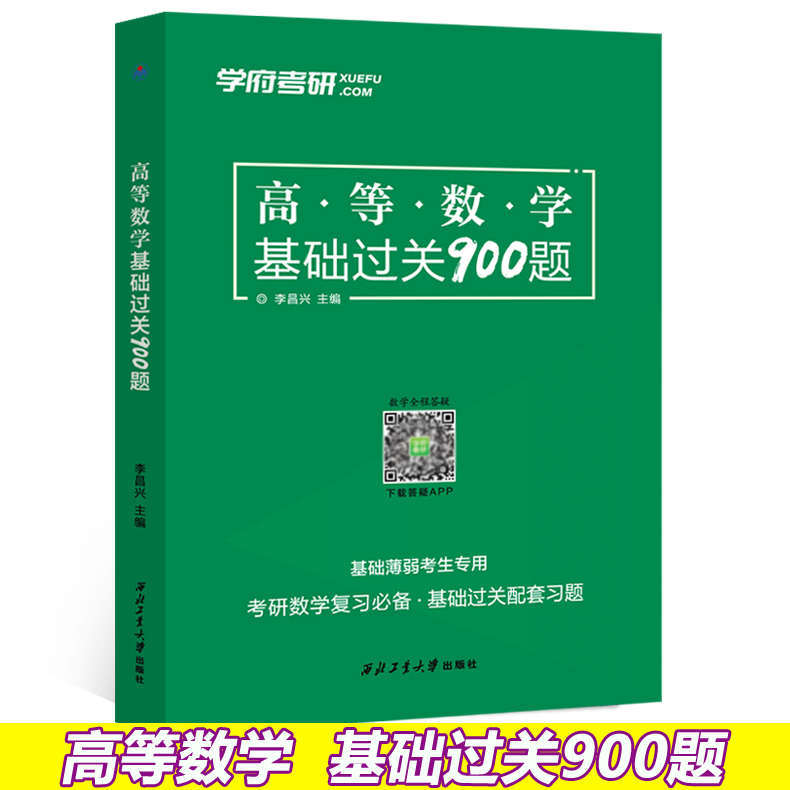 学府考研 XUEFU
.COM
高·等·数·学
基础过关900题
◎ 李昌兴 主编
数学全程答疑
下载答疑APP
基础薄弱考生专用
考研数学复习必备·基础过关配套习题
西北工业大学出版社
高等数学基础过关900题
李昌兴 主编
西北工业大学出版社
高等数学 基础过关900题